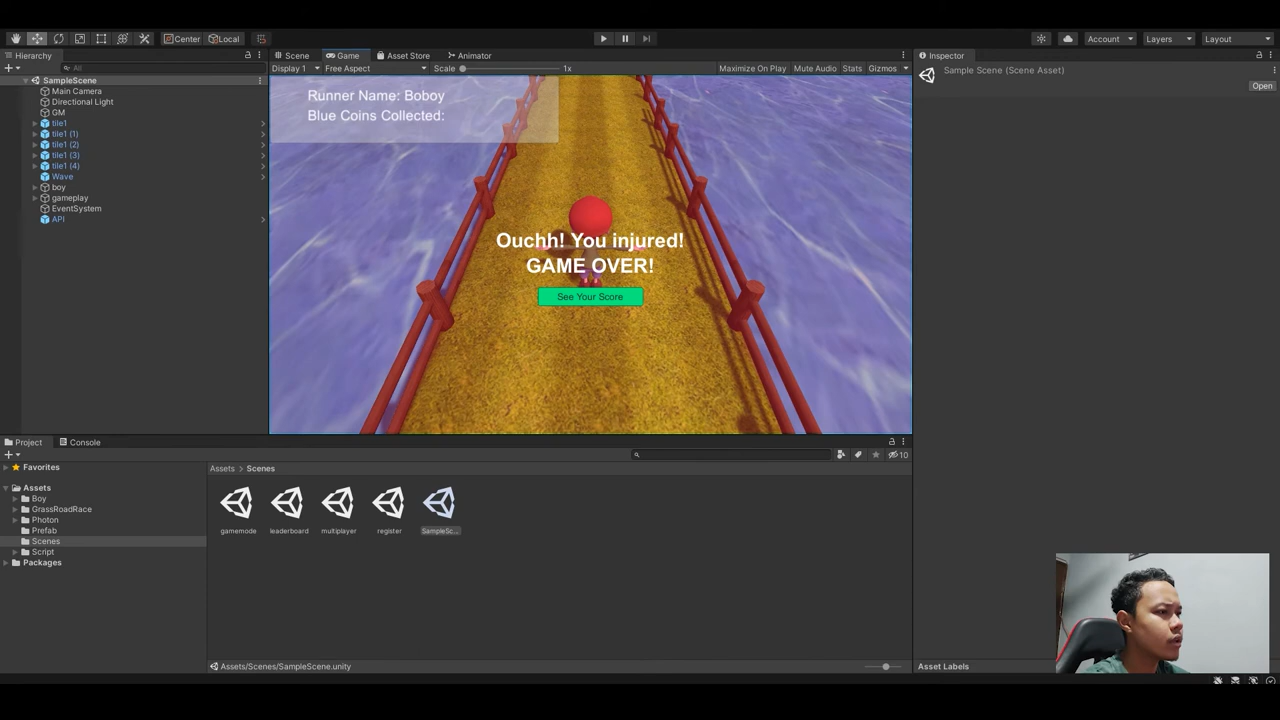 Center
Local
Account
Layers
Layout
Hierarchy
Scene
Game
Asset Store
Animator
Inspector
All
Display 1
Free Aspect
Scale
1x
Maximize On Play
Mute Audio
Stats
Gizmos
Sample Scene (Scene Asset)
Open
SampleScene
Main Camera
Directional Light
GM
tile1
tile1 (1)
tile1 (2)
tile1 (3)
tile1 (4)
Wave
boy
gameplay
EventSystem
API
Runner Name: Boboy
Blue Coins Collected:
Ouchh! You injured!
GAME OVER!
See Your Score
Project
Console
10
Favorites
Assets
Boy
GrassRoadRace
Photon
Prefab
Scenes
Script
Packages
Assets > Scenes
gamemode
leaderboard
multiplayer
register
SampleSc...
Assets/Scenes/SampleScene.unity
Asset Labels